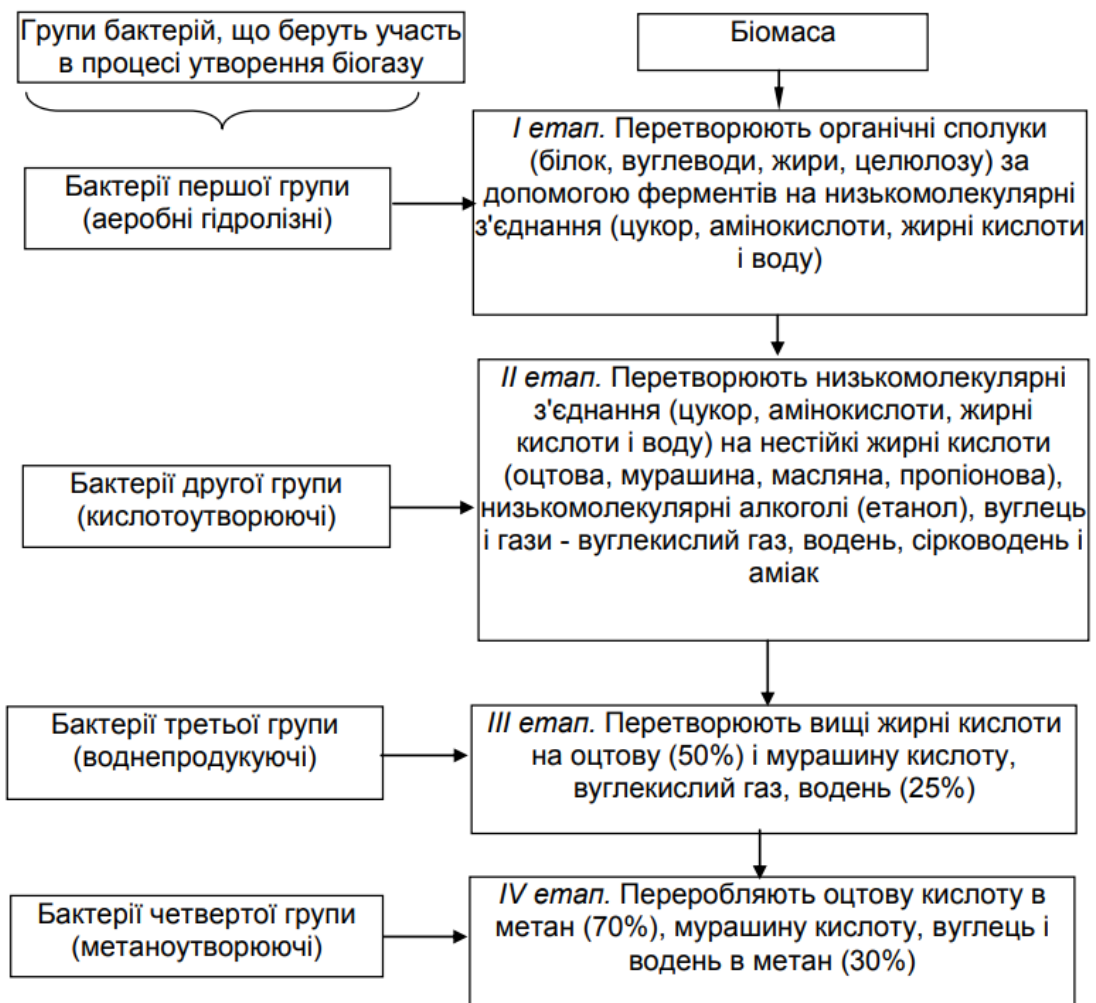 Групи бактерій, що беруть участь
в процесі утворення біогазу
Біомаса
Бактерії першої групи
(аеробні гідролізні)
I етап. Перетворюють органічні сполуки
(білок, вуглеводи, жири, целюлозу) за
допомогою ферментів на низькомолекулярні
з'єднання (цукор, амінокислоти, жирні кислоти
і воду)
Бактерії другої групи
(кислотоутворюючі)
II етап. Перетворюють низькомолекулярні
з'єднання (цукор, амінокислоти, жирні
кислоти і воду) на нестійкі жирні кислоти
(оцтова, мурашина, масляна, пропіонова),
низькомолекулярні алкоголі (етанол), вуглець
і гази - вуглекислий газ, водень, сірководень і
аміак
Бактерії третьої групи
(воднепродукуючі)
III етап. Перетворюють вищі жирні кислоти
на оцтову (50%) і мурашину кислоту,
вуглекислий газ, водень (25%)
Бактерії четвертої групи
(метаноутворюючі)
IV етап. Переробляють оцтову кислоту в
метан (70%), мурашину кислоту, вуглець і
водень в метан (30%)